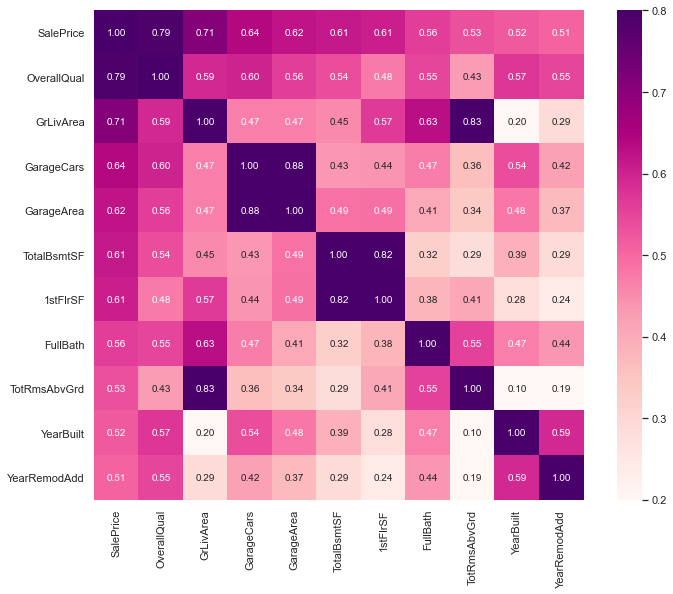 SalePrice 1.00 0.79 0.71 0.64 0.62 0.61 0.61 0.56 0.53 0.52 0.51
OverallQual 0.79 1.00 0.59 0.60 0.56 0.54 0.48 0.55 0.43 0.57 0.55
GrLivArea 0.71 0.59 1.00 0.47 0.47 0.45 0.57 0.63 0.83 0.20 0.29
GarageCars 0.64 0.60 0.47 1.00 0.88 0.43 0.44 0.47 0.36 0.54 0.42
GarageArea 0.62 0.56 0.47 0.88 1.00 0.49 0.49 0.41 0.34 0.48 0.37
TotalBsmtSF 0.61 0.54 0.45 0.43 0.49 1.00 0.82 0.32 0.29 0.39 0.29
1stFlrSF 0.61 0.48 0.57 0.44 0.49 0.82 1.00 0.38 0.41 0.28 0.24
FullBath 0.56 0.55 0.63 0.47 0.41 0.32 0.38 1.00 0.55 0.47 0.44
TotRmsAbvGrd 0.53 0.43 0.83 0.36 0.34 0.29 0.41 0.55 1.00 0.10 0.19
YearBuilt 0.52 0.57 0.20 0.54 0.48 0.39 0.28 0.47 0.10 1.00 0.59
YearRemodAdd 0.51 0.55 0.29 0.42 0.37 0.29 0.24 0.44 0.19 0.59 1.00
SalePrice
OverallQual
GrLivArea
GarageCars
GarageArea
TotalBsmtSF
1stFlrSF
FullBath
TotRmsAbvGrd
YearBuilt
YearRemodAdd
0.8
0.7
0.6
0.5
0.4
0.3
0.2